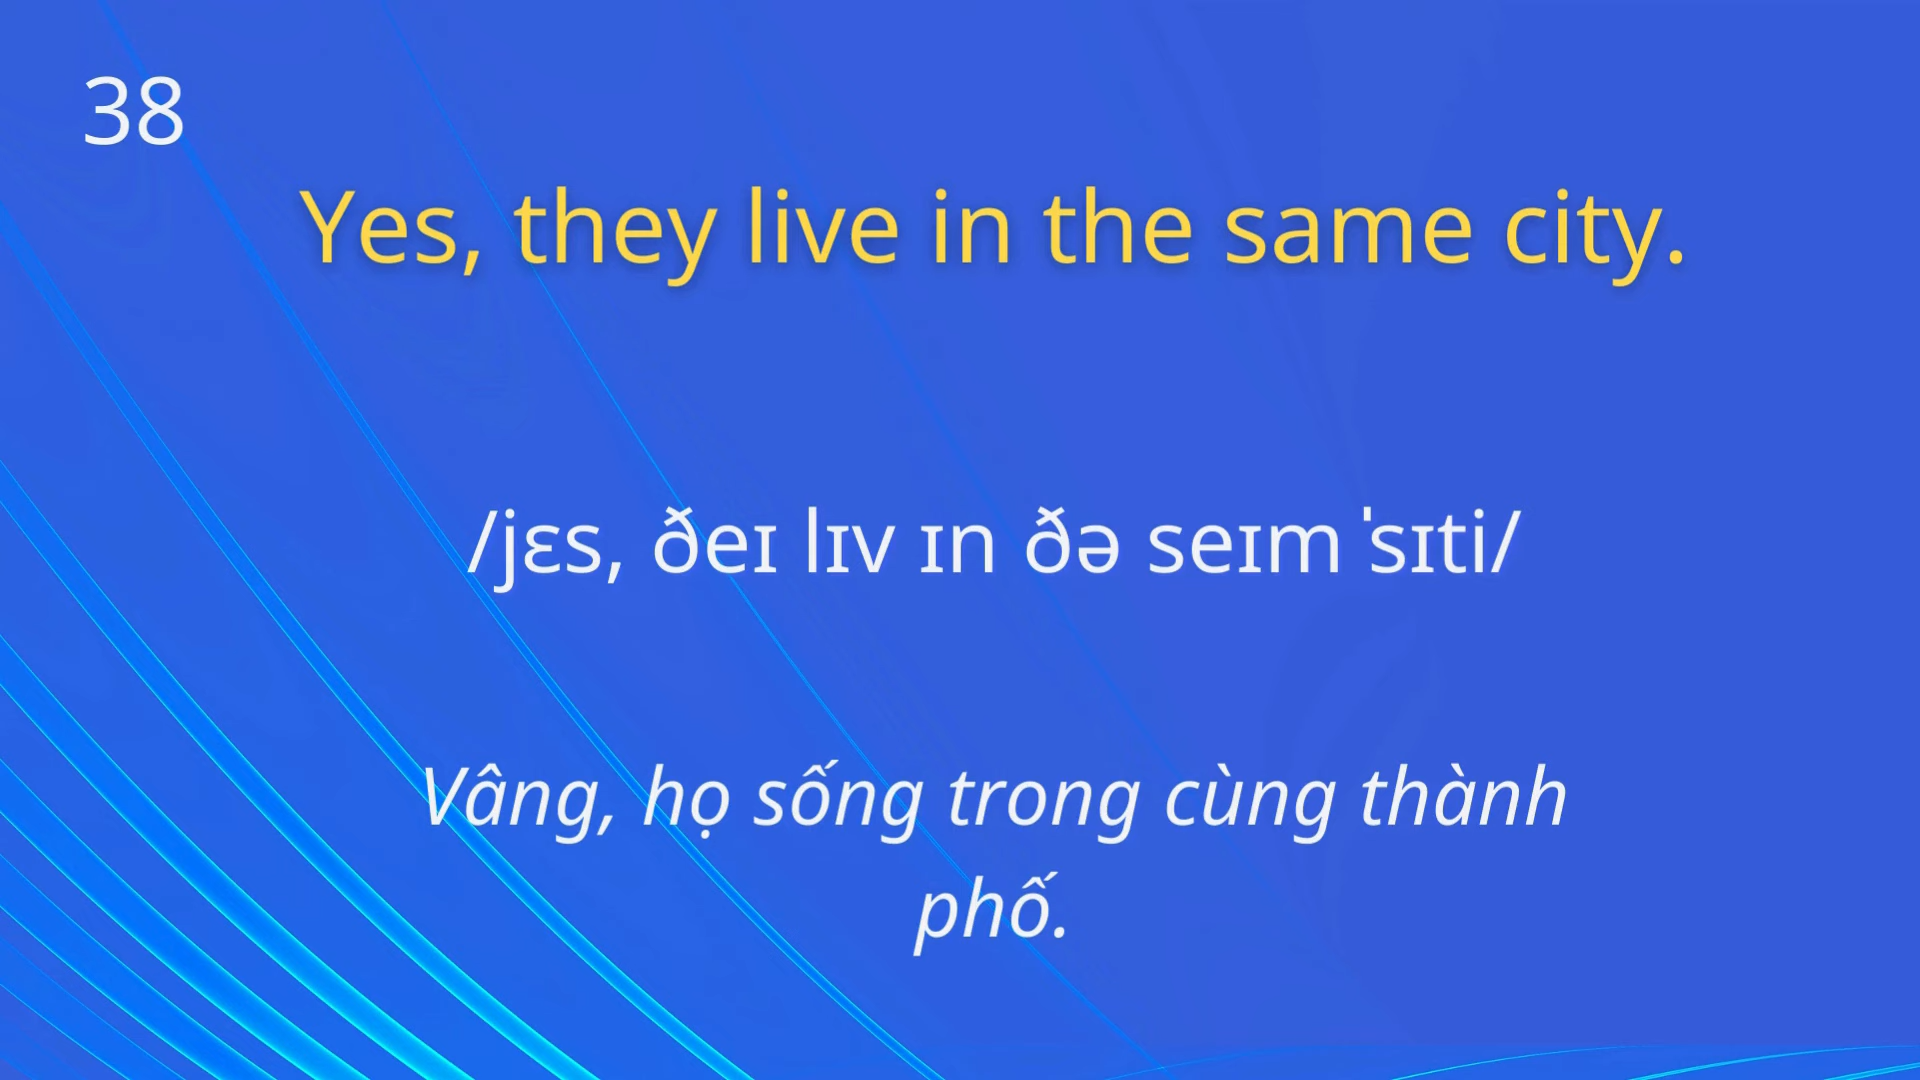 38
Yes, they live in the same city.
/jɛs, ðeɪ lɪv ɪn ðə seɪm ˈsɪti/
Vâng, họ sống trong cùng thành
phố.